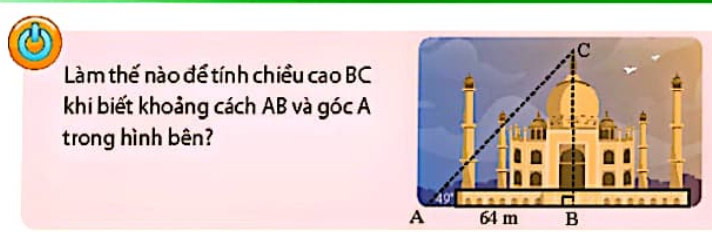 Làm thế nào để tính chiều cao BC
khi biết khoảng cách AB và góc A
trong hình bên?
C
49°
A 64 m B